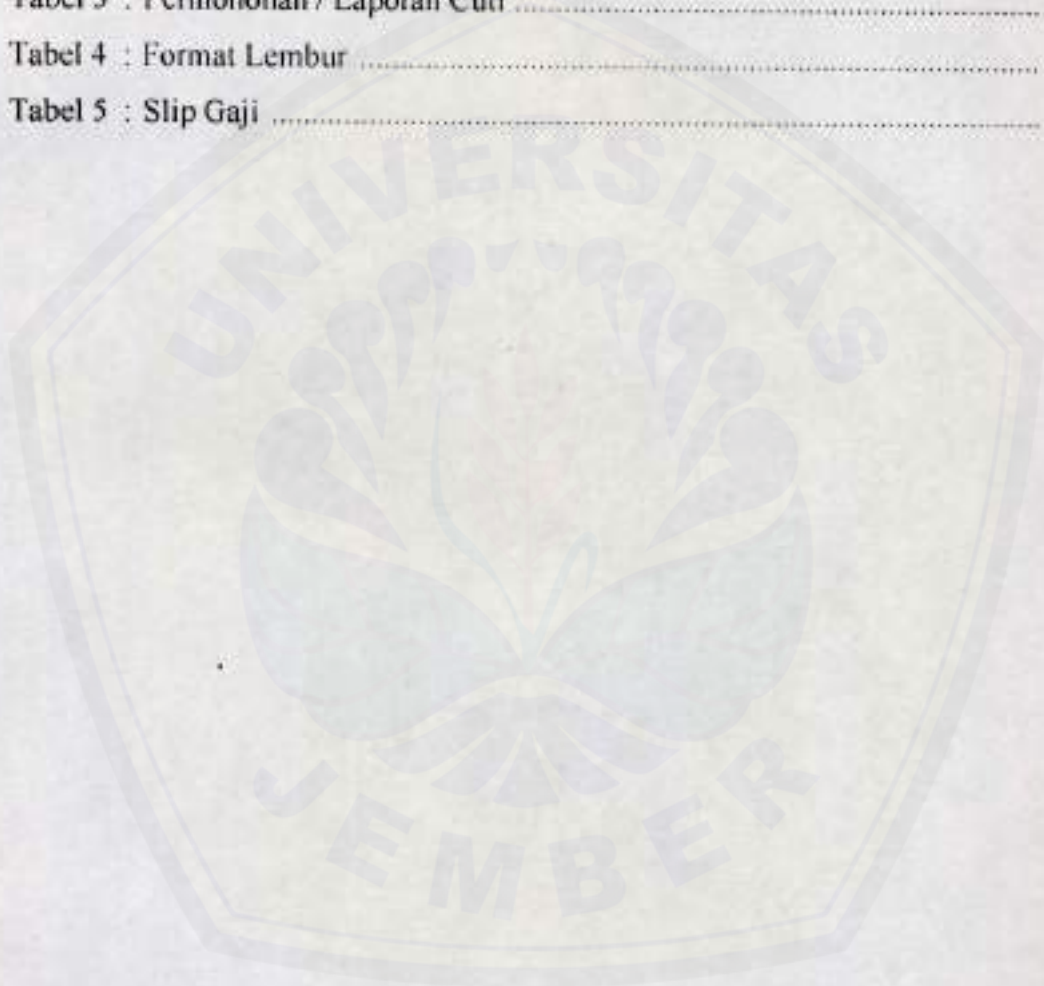 Tabel 3 : Permohonan / Laporan Cuti ........................................
Tabel 4 : Format Lembur ........................................
Tabel 5 : Slip Gaji ........................................
UNIVERSITAS
JEMBER